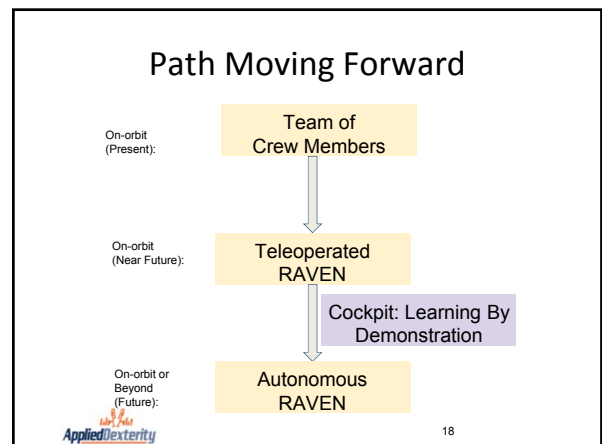 Path Moving Forward
On-orbit
(Present):
Team of
Crew Members
On-orbit
(Near Future):
Teleoperated
RAVEN
Cockpit: Learning By
Demonstration
On-orbit or
Beyond
(Future):
Autonomous
RAVEN
AppliedDexterity
18